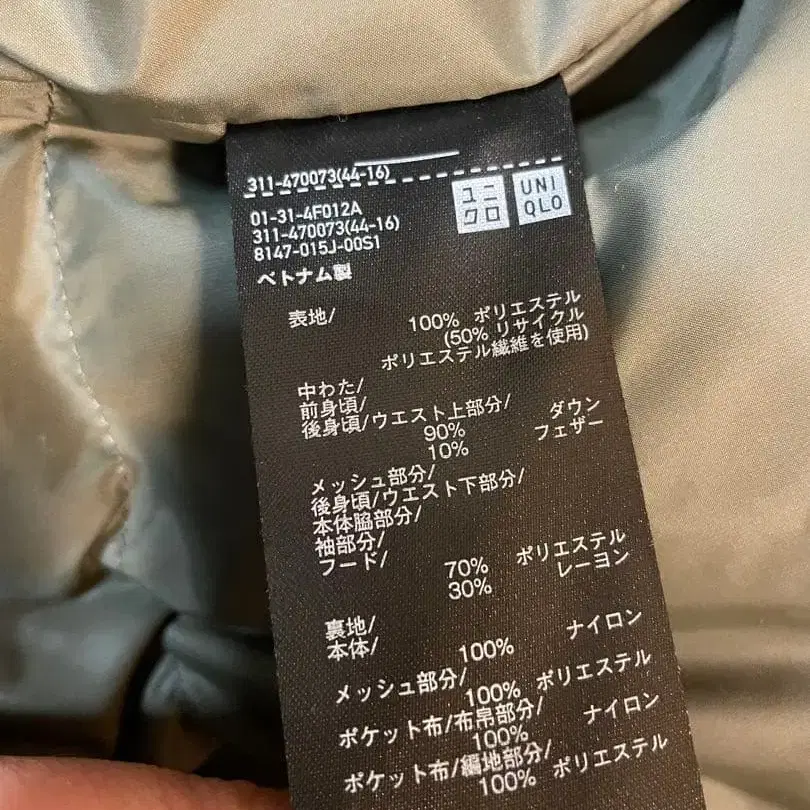 311-470073(44-16)
ユニ
クロ
UNI
QLO
01-31-4F012A
311-470073(44-16)
8147-015J-00S1
ベトナム製
表地/
100% ポリエステル
(50% リサイクル
ポリエステル繊維を使用)
中わた/
前身頃/
後身頃/ウエスト上部分/
90% ダウン
10% フェザー
メッシュ部分/
後身頃/ウエスト下部分/
本体脇部分/
袖部分/
フード/
70% ポリエステル
30% レーヨン
裏地/
本体/
100% ナイロン
メッシュ部分/
100% ポリエステル
ポケット布/布帛部分/
100% ナイロン
ポケット布/編地部分/
100% ポリエステル